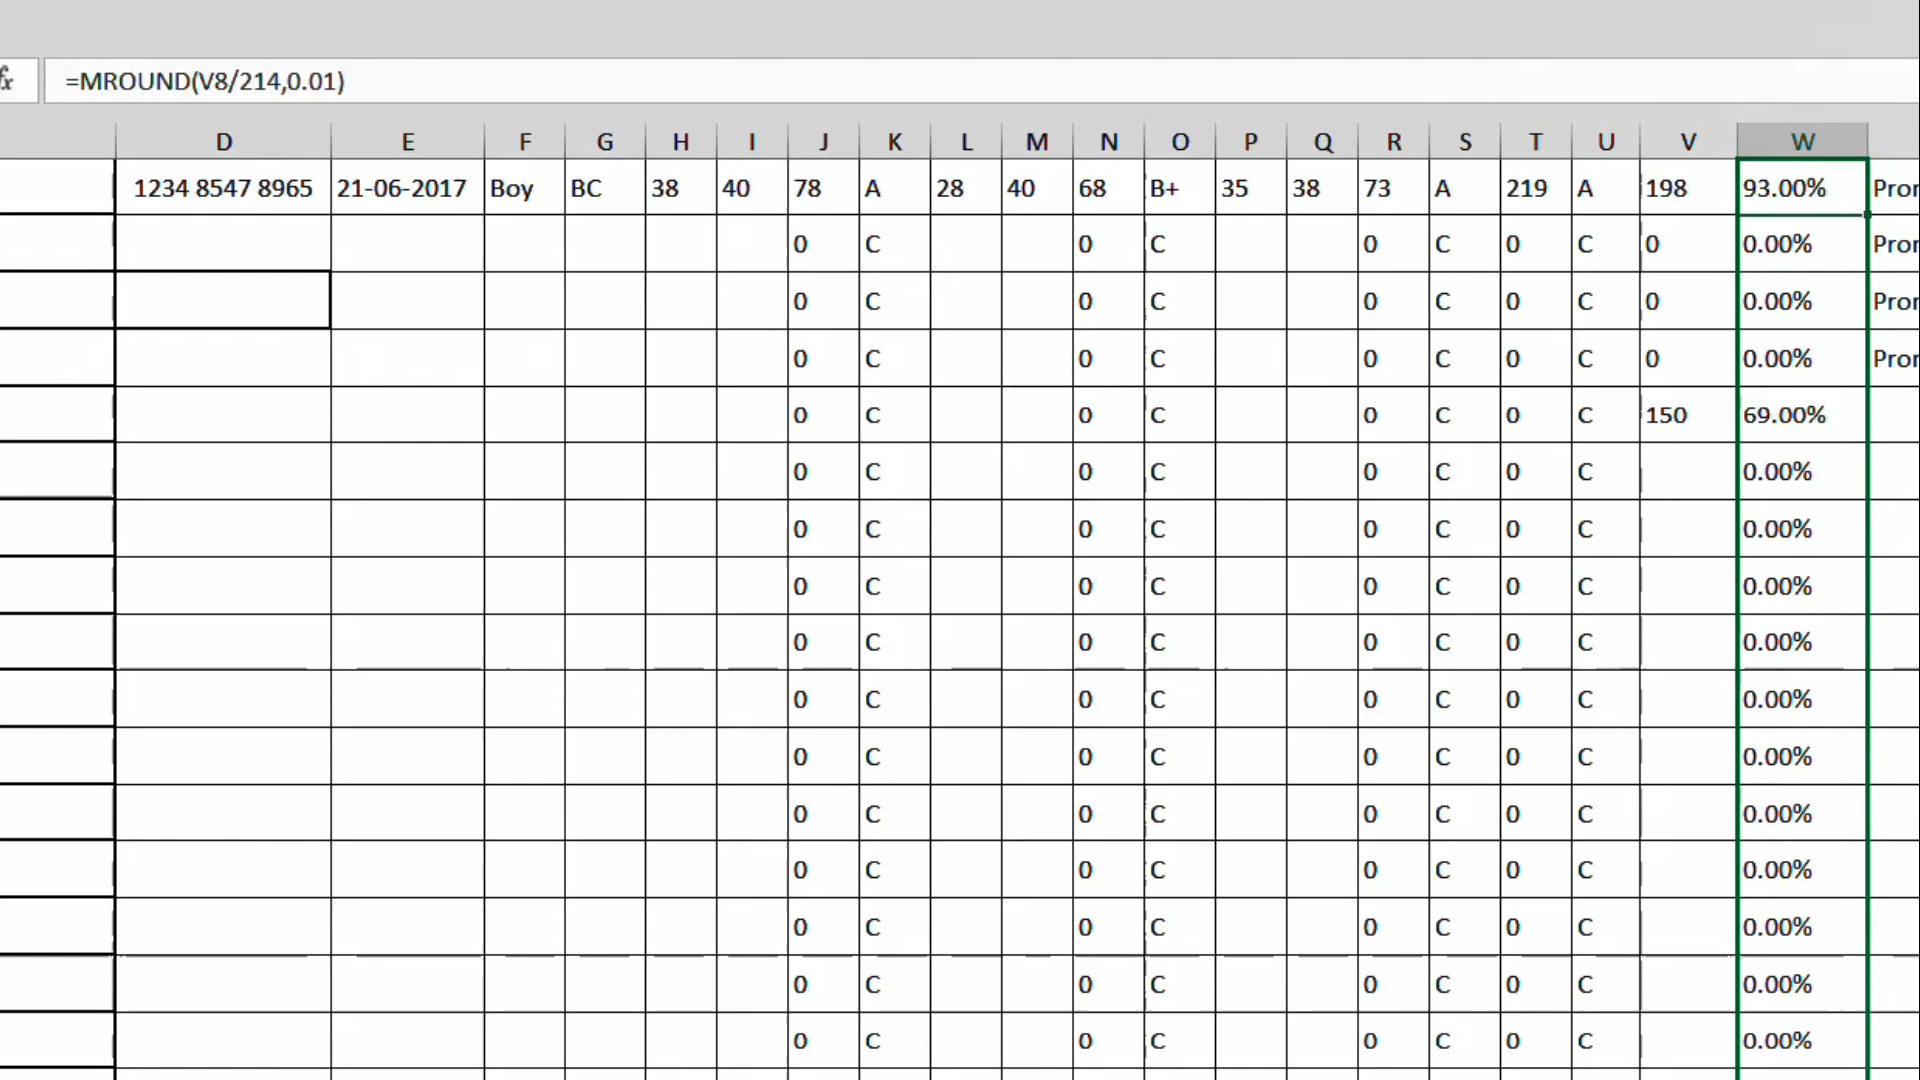 fx =MROUND(V8/214,0.01)
D E F G H I J K L M N O P Q R S T U V W
1234 8547 8965 21-06-2017 Boy BC 38 40 78 A 28 40 68 B+ 35 38 73 A 219 A 198 93.00%
0 C 0 C 0 C 0 C 0 0.00%
0 C 0 C 0 C 0 C 0 0.00%
0 C 0 C 0 C 0 C 0 0.00%
0 C 0 C 0 C 0 C 150 69.00%
0 C 0 C 0 C 0 C 0.00%
0 C 0 C 0 C 0 C 0.00%
0 C 0 C 0 C 0 C 0.00%
0 C 0 C 0 C 0 C 0.00%
0 C 0 C 0 C 0 C 0.00%
0 C 0 C 0 C 0 C 0.00%
0 C 0 C 0 C 0 C 0.00%
0 C 0 C 0 C 0 C 0.00%
0 C 0 C 0 C 0 C 0.00%
0 C 0 C 0 C 0 C 0.00%
0 C 0 C 0 C 0 C 0.00%